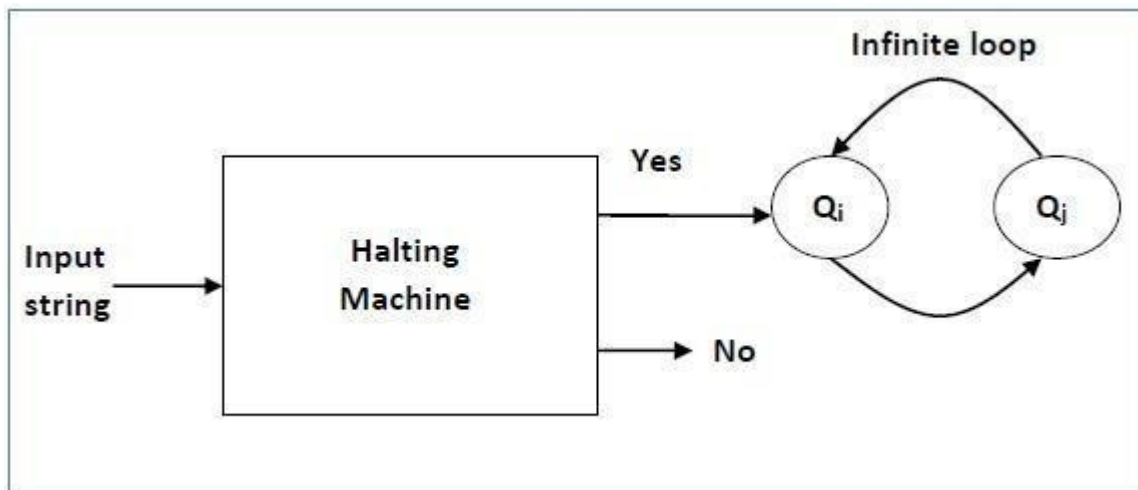 Infinite loop
Yes
Qi
Qj
Input
string
Halting
Machine
No